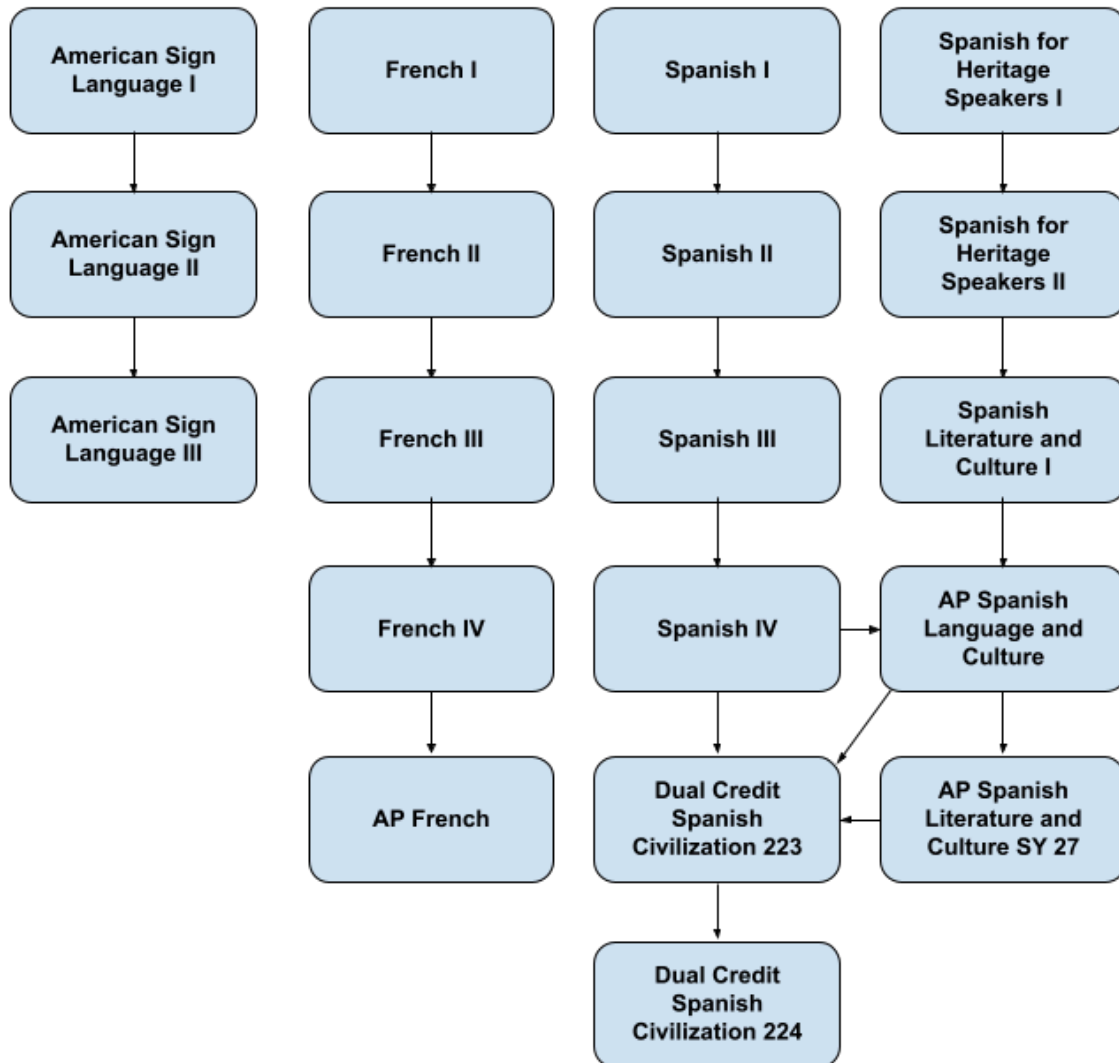 American Sign
Language I
French I
Spanish I
Spanish for
Heritage
Speakers I
American Sign
Language II
French II
Spanish II
Spanish for
Heritage
Speakers II
American Sign
Language III
French III
Spanish III
Spanish
Literature and
Culture I
French IV
Spanish IV
AP Spanish
Language and
Culture
AP French
Dual Credit
Spanish
Civilization 223
AP Spanish
Literature and
Culture SY 27
Dual Credit
Spanish
Civilization 224